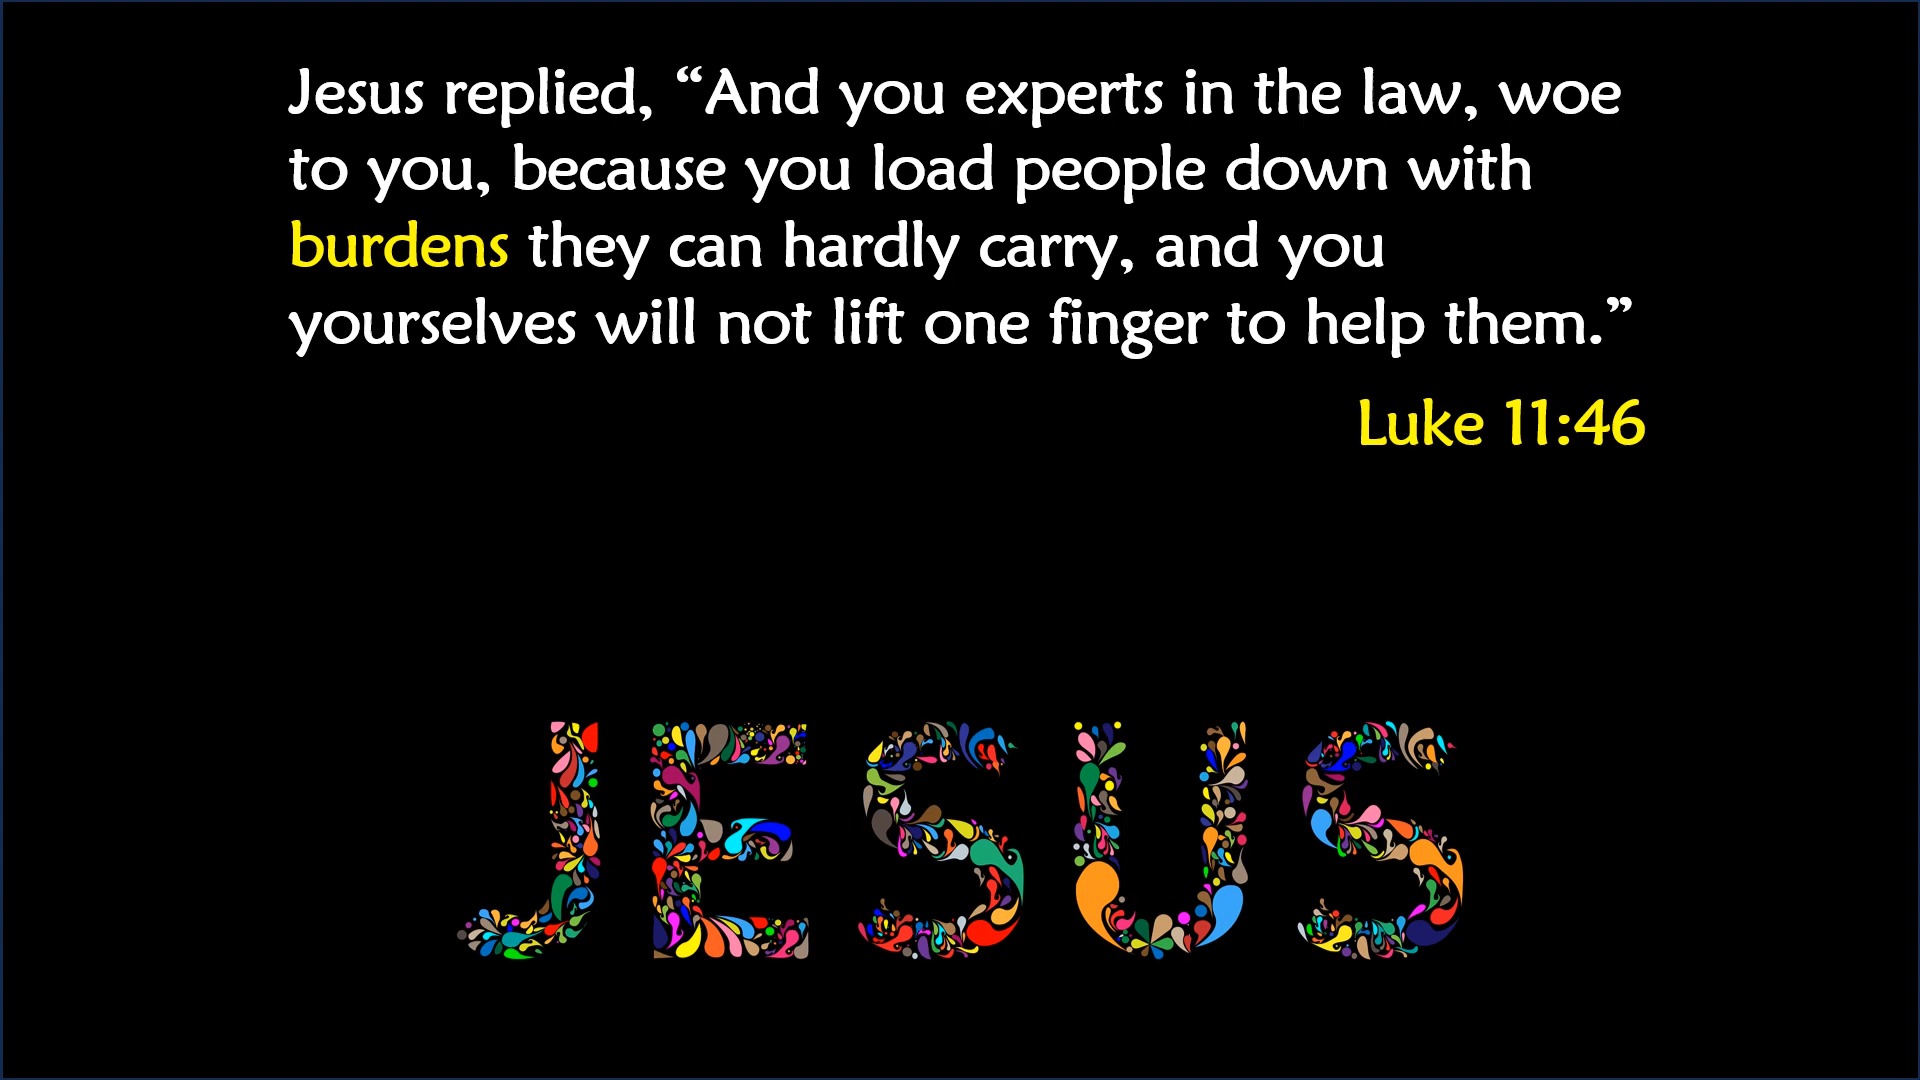 Jesus replied, “And you experts in the law, woe
to you, because you load people down with
burdens they can hardly carry, and you
yourselves will not lift one finger to help them.”
Luke 11:46
JESUS